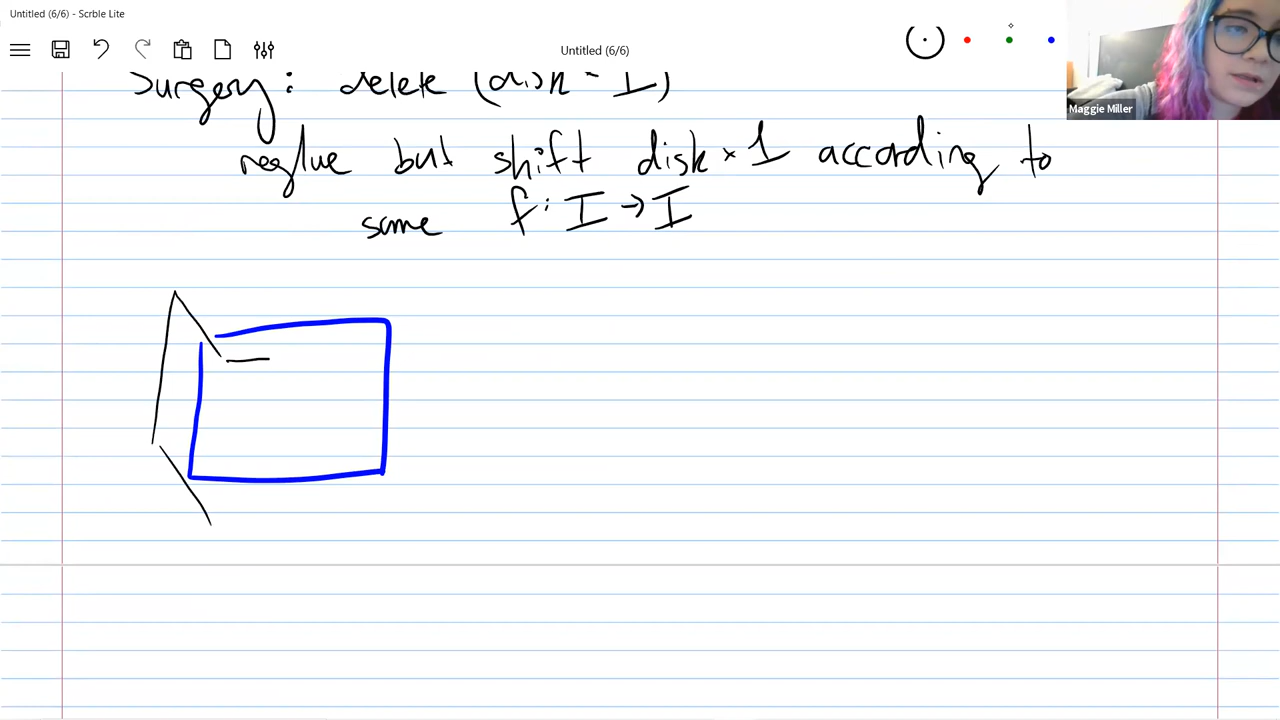 Untitled (6/6) - Scrble Lite
Untitled (6/6)
Maggie Miller
Surgery: delete (disk × I)
reglue but shift disk × 1 according to
some f: I → I